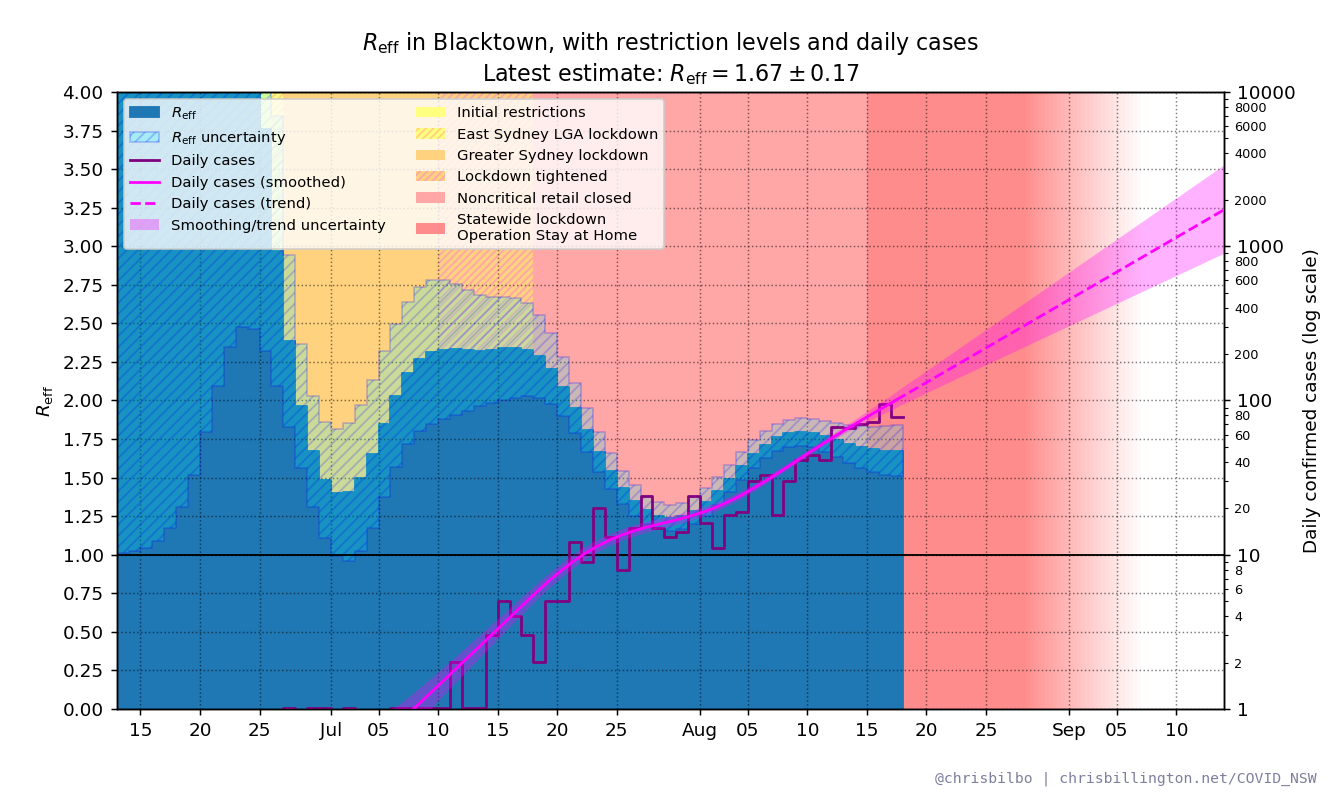 Reff in Blacktown, with restriction levels and daily cases
Latest estimate: Reff = 1.67 ± 0.17
Reff
Reff uncertainty
Daily cases
Daily cases (smoothed)
Daily cases (trend)
Smoothing/trend uncertainty
Initial restrictions
East Sydney LGA lockdown
Greater Sydney lockdown
Lockdown tightened
Noncritical retail closed
Statewide lockdown
Operation Stay at Home
Reff
4.00
3.75
3.50
3.25
3.00
2.75
2.50
2.25
2.00
1.75
1.50
1.25
1.00
0.75
0.50
0.25
0.00
10000
8000
6000
4000
2000
1000
800
600
400
200
100
80
60
40
20
10
8
6
4
2
1
Daily confirmed cases (log scale)
15 20 25 Jul 05 10 15 20 25 Aug 05 10 15 20 25 Sep 05 10
@chrisbilbo | chrisbillington.net/COVID_NSW